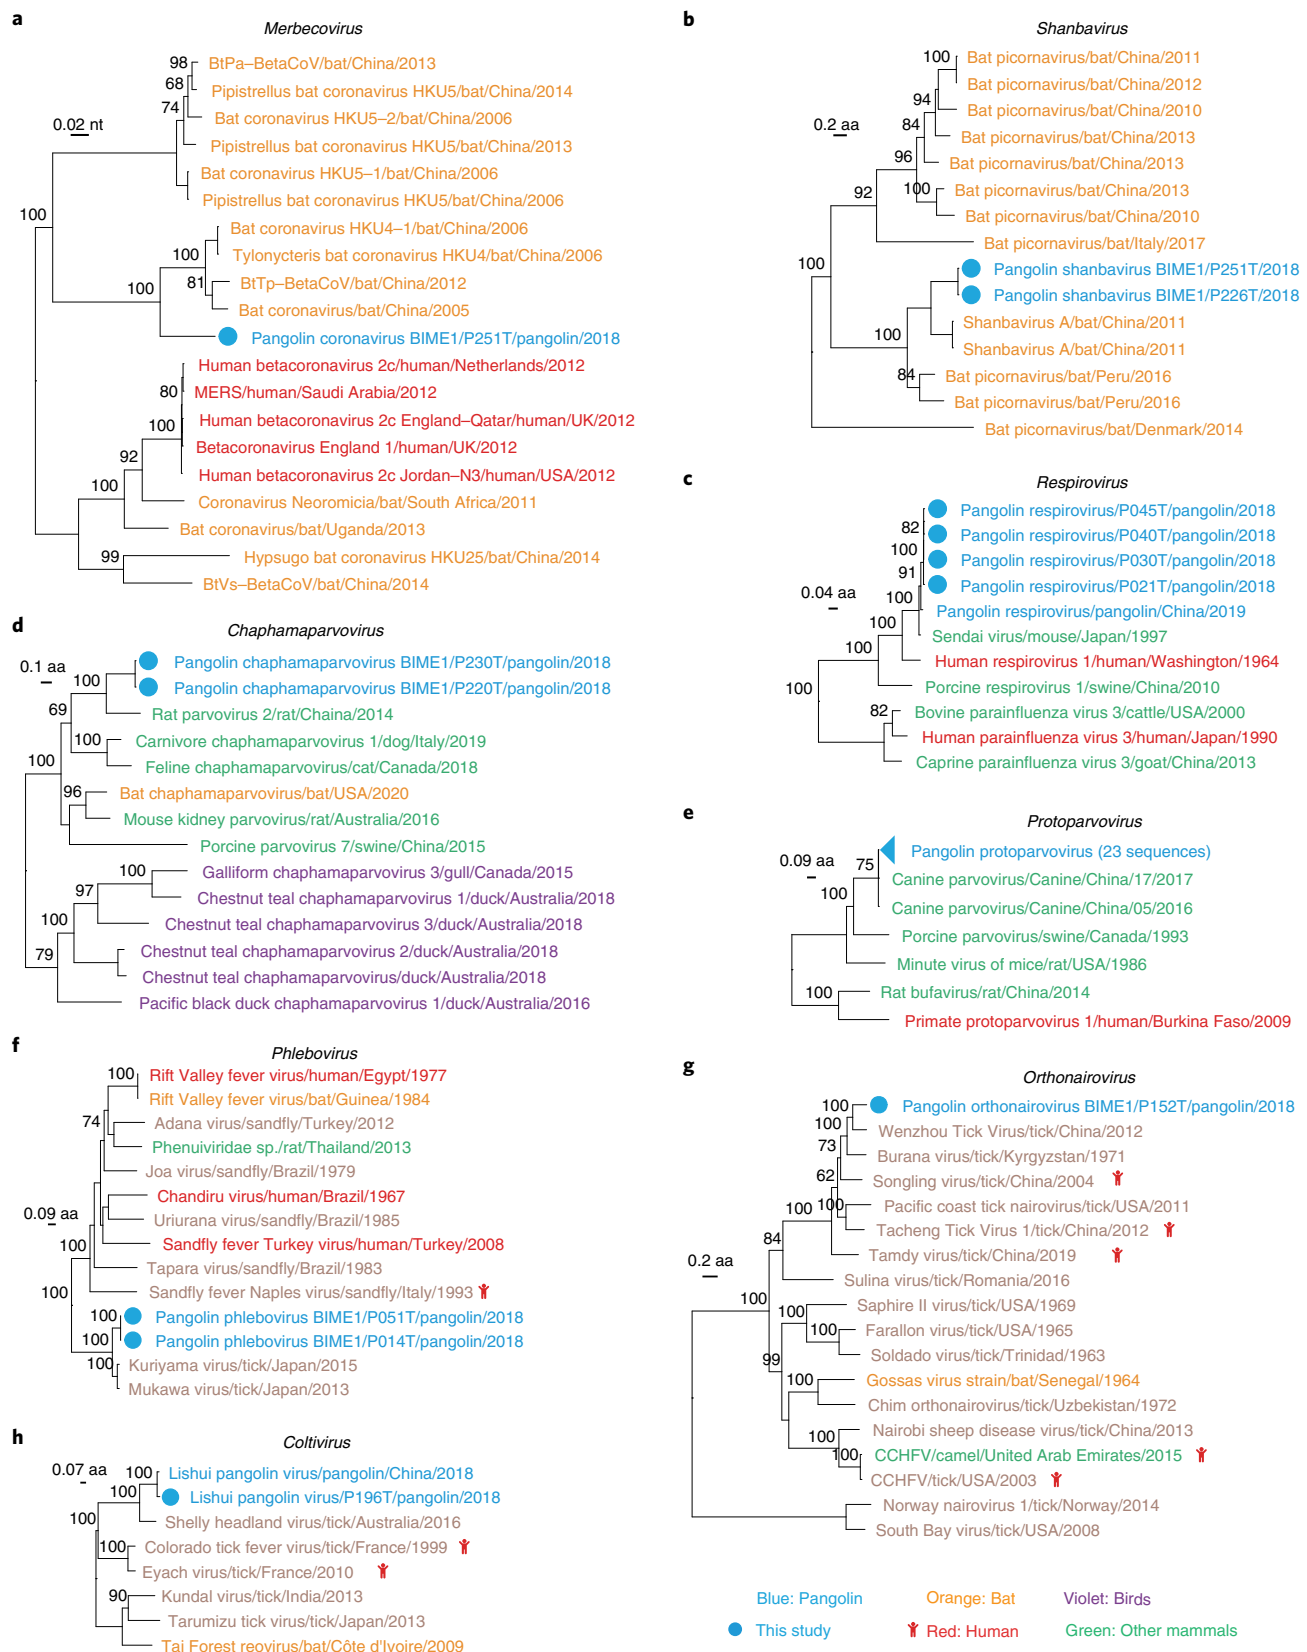 a
Merbecovirus
98
BtPa–BetaCoV/bat/China/2013
68
Pipistrellus bat coronavirus HKU5/bat/China/2014
74
Bat coronavirus HKU5–2/bat/China/2006
0.02 nt
Pipistrellus bat coronavirus HKU5/bat/China/2013
Bat coronavirus HKU5–1/bat/China/2006
Pipistrellus bat coronavirus HKU5/bat/China/2006
100
Bat coronavirus HKU4–1/bat/China/2006
100
Tylonycteris bat coronavirus HKU4/bat/China/2006
81
BtTp–BetaCoV/bat/China/2012
100
Bat coronavirus/bat/China/2005
Pangolin coronavirus BIME1/P251T/pangolin/2018
Human betacoronavirus 2c/human/Netherlands/2012
80
MERS/human/Saudi Arabia/2012
Human betacoronavirus 2c England–Qatar/human/UK/2012
100
Betacoronavirus England 1/human/UK/2012
92
Human betacoronavirus 2c Jordan–N3/human/USA/2012
100
Coronavirus Neoromicia/bat/South Africa/2011
Bat coronavirus/bat/Uganda/2013
99
Hypsugo bat coronavirus HKU25/bat/China/2014
BtVs–BetaCoV/bat/China/2014
b
Shanbavirus
100
Bat picornavirus/bat/China/2011
Bat picornavirus/bat/China/2012
94
Bat picornavirus/bat/China/2010
0.2 aa
84
Bat picornavirus/bat/China/2013
96
Bat picornavirus/bat/China/2013
92
100
Bat picornavirus/bat/China/2013
Bat picornavirus/bat/China/2010
Bat picornavirus/bat/Italy/2017
100
Pangolin shanbavirus BIME1/P251T/2018
Pangolin shanbavirus BIME1/P226T/2018
100
Shanbavirus A/bat/China/2011
Shanbavirus A/bat/China/2011
84
Bat picornavirus/bat/Peru/2016
Bat picornavirus/bat/Peru/2016
Bat picornavirus/bat/Denmark/2014
c
Respirovirus
Pangolin respirovirus/P045T/pangolin/2018
82
Pangolin respirovirus/P040T/pangolin/2018
100
Pangolin respirovirus/P030T/pangolin/2018
91
Pangolin respirovirus/P021T/pangolin/2018
0.04 aa
100
Pangolin respirovirus/pangolin/China/2019
100
Sendai virus/mouse/Japan/1997
100
Human respirovirus 1/human/Washington/1964
100
Porcine respirovirus 1/swine/China/2010
82
Bovine parainfluenza virus 3/cattle/USA/2000
Human parainfluenza virus 3/human/Japan/1990
Caprine parainfluenza virus 3/goat/China/2013
d
Chaphamaparvovirus
0.1 aa
Pangolin chaphamaparvovirus BIME1/P230T/pangolin/2018
100
Pangolin chaphamaparvovirus BIME1/P220T/pangolin/2018
69
Rat parvovirus 2/rat/Chaina/2014
100
Carnivore chaphamaparvovirus 1/dog/Italy/2019
100
Feline chaphamaparvovirus/cat/Canada/2018
96
Bat chaphamaparvovirus/bat/USA/2020
Mouse kidney parvovirus/rat/Australia/2016
Porcine parvovirus 7/swine/China/2015
100
Galliform chaphamaparvovirus 3/gull/Canada/2015
97
Chestnut teal chaphamaparvovirus 1/duck/Australia/2018
100
Chestnut teal chaphamaparvovirus 3/duck/Australia/2018
79
Chestnut teal chaphamaparvovirus 2/duck/Australia/2018
Chestnut teal chaphamaparvovirus/duck/Australia/2018
Pacific black duck chaphamaparvovirus 1/duck/Australia/2016
e
Protoparvovirus
0.09 aa
75
Pangolin protoparvovirus (23 sequences)
100
Canine parvovirus/Canine/China/17/2017
Canine parvovirus/Canine/China/05/2016
Porcine parvovirus/swine/Canada/1993
Minute virus of mice/rat/USA/1986
100
Rat bufavirus/rat/China/2014
Primate protoparvovirus 1/human/Burkina Faso/2009
f
Phlebovirus
100
Rift Valley fever virus/human/Egypt/1977
Rift Valley fever virus/bat/Guinea/1984
74
Adana virus/sandfly/Turkey/2012
Phenuiviridae sp./rat/Thailand/2013
Joa virus/sandfly/Brazil/1979
Chandiru virus/human/Brazil/1967
0.09 aa
Uriurana virus/sandfly/Brazil/1985
100
Sandfly fever Turkey virus/human/Turkey/2008
Tapara virus/sandfly/Brazil/1983
100
Sandfly fever Naples virus/sandfly/Italy/1993
100
Pangolin phlebovirus BIME1/P051T/pangolin/2018
100
Pangolin phlebovirus BIME1/P014T/pangolin/2018
100
Kuriyama virus/tick/Japan/2015
Mukawa virus/tick/Japan/2013
g
Orthonairovirus
100
Pangolin orthonairovirus BIME1/P152T/pangolin/2018
100
Wenzhou Tick Virus/tick/China/2012
73
Burana virus/tick/Kyrgyzstan/1971
62
Songling virus/tick/China/2004
100
100
Pacific coast tick nairovirus/tick/USA/2011
84
Tacheng Tick Virus 1/tick/China/2012
0.2 aa
Tamdy virus/tick/China/2019
Sulina virus/tick/Romania/2016
100
100
Saphire II virus/tick/USA/1969
100
Farallon virus/tick/USA/1965
99
Soldado virus/tick/Trinidad/1963
100
Gossas virus strain/bat/Senegal/1964
Chim orthonairovirus/tick/Uzbekistan/1972
100
Nairobi sheep disease virus/tick/China/2013
100
CCHFV/camel/United Arab Emirates/2015
CCHFV/tick/USA/2003
Norway nairovirus 1/tick/Norway/2014
South Bay virus/tick/USA/2008
h
Coltivirus
0.07 aa
100
Lishui pangolin virus/pangolin/China/2018
100
Lishui pangolin virus/P196T/pangolin/2018
100
Shelly headland virus/tick/Australia/2016
100
Colorado tick fever virus/tick/France/1999
Eyach virus/tick/France/2010
90
Kundal virus/tick/India/2013
Tarumizu tick virus/tick/Japan/2013
Tai Forest reovirus/bat/Côte d'Ivoire/2009
Blue: Pangolin
Orange: Bat
Violet: Birds
This study
Red: Human
Green: Other mammals